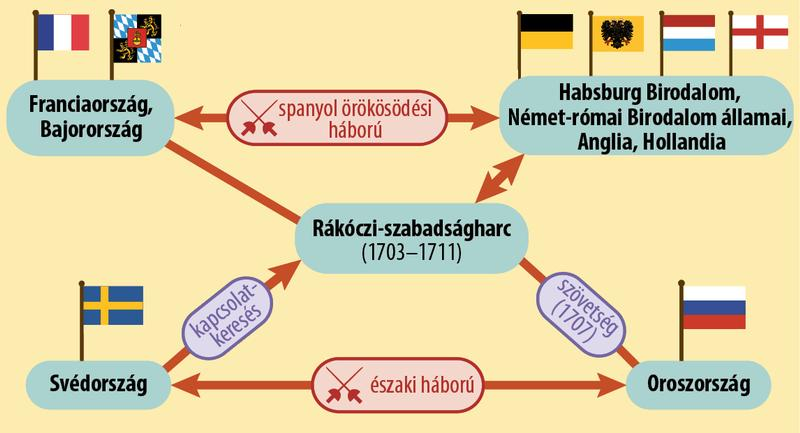 Franciaország,
Bajorország
spanyol örökösödési
háború
Habsburg Birodalom,
Német-római Birodalom államai,
Anglia, Hollandia
Rákóczi-szabadságharc
(1703–1711)
kapcsolat-
keresés
szövetség
(1707)
Svédország
északi háború
Oroszország